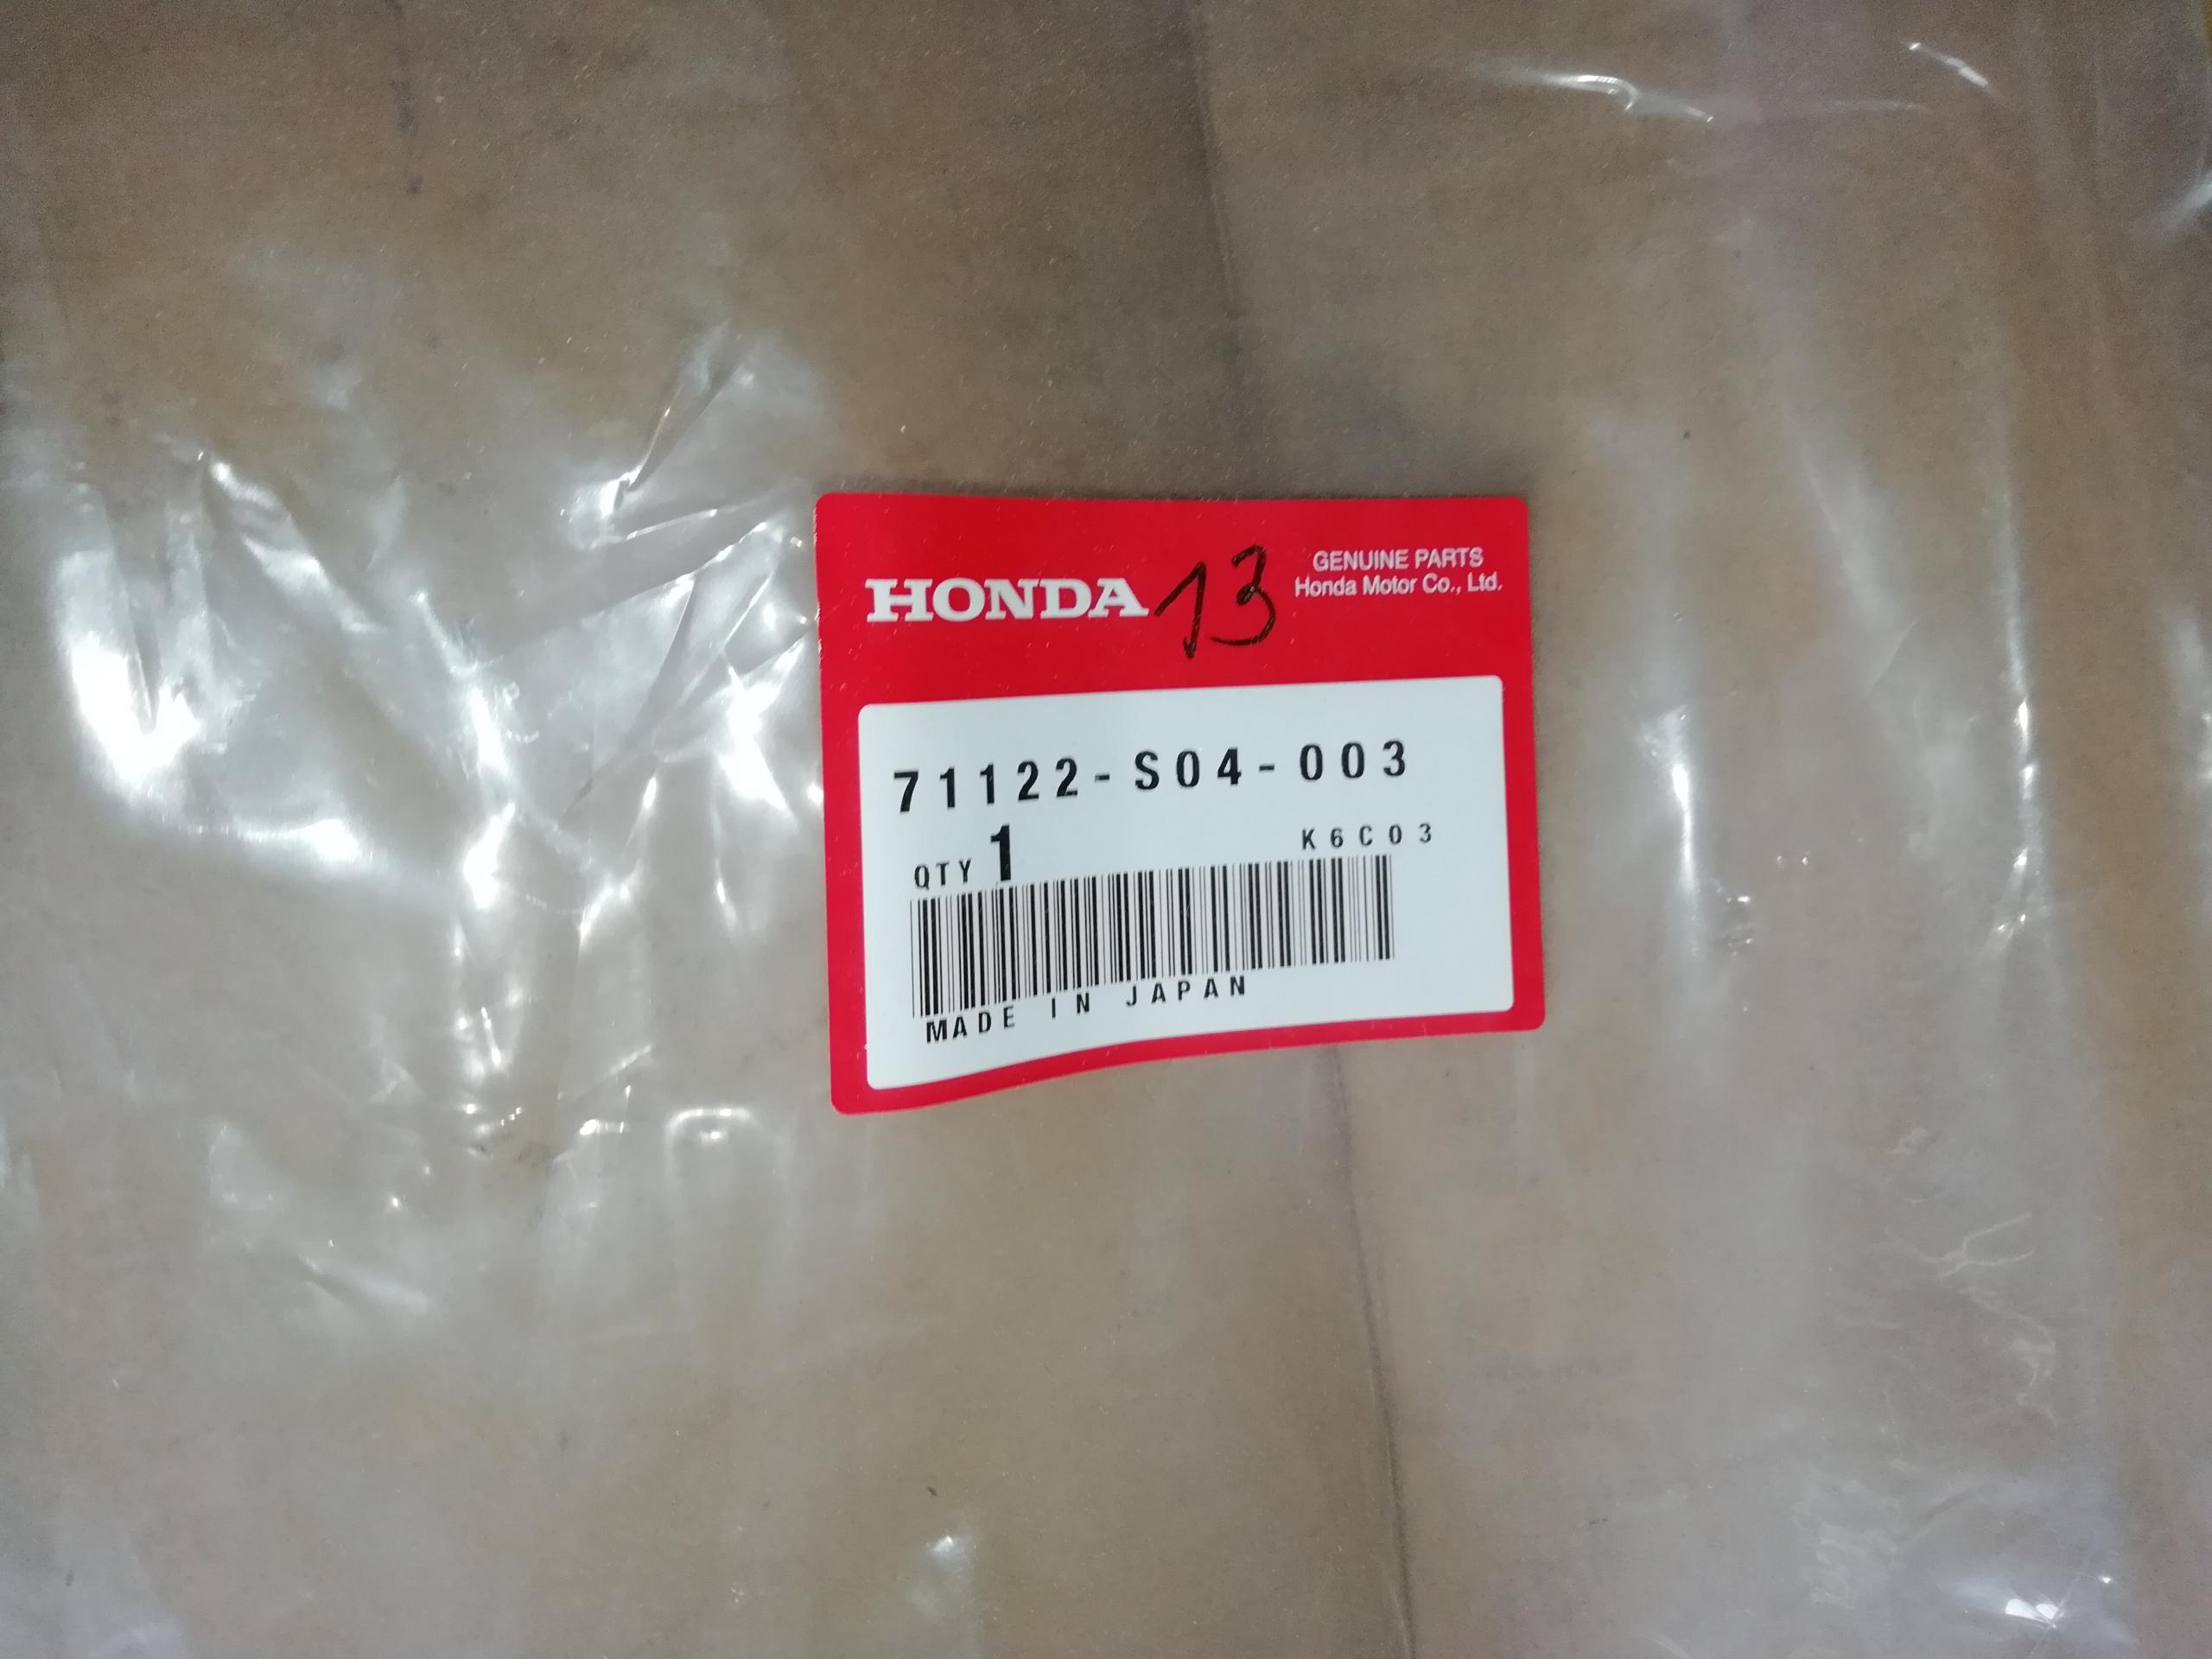 HONDA 13
GENUINE PARTS
Honda Motor Co., Ltd.
71122-S04-003
QTY 1 K6C03
MADE IN JAPAN